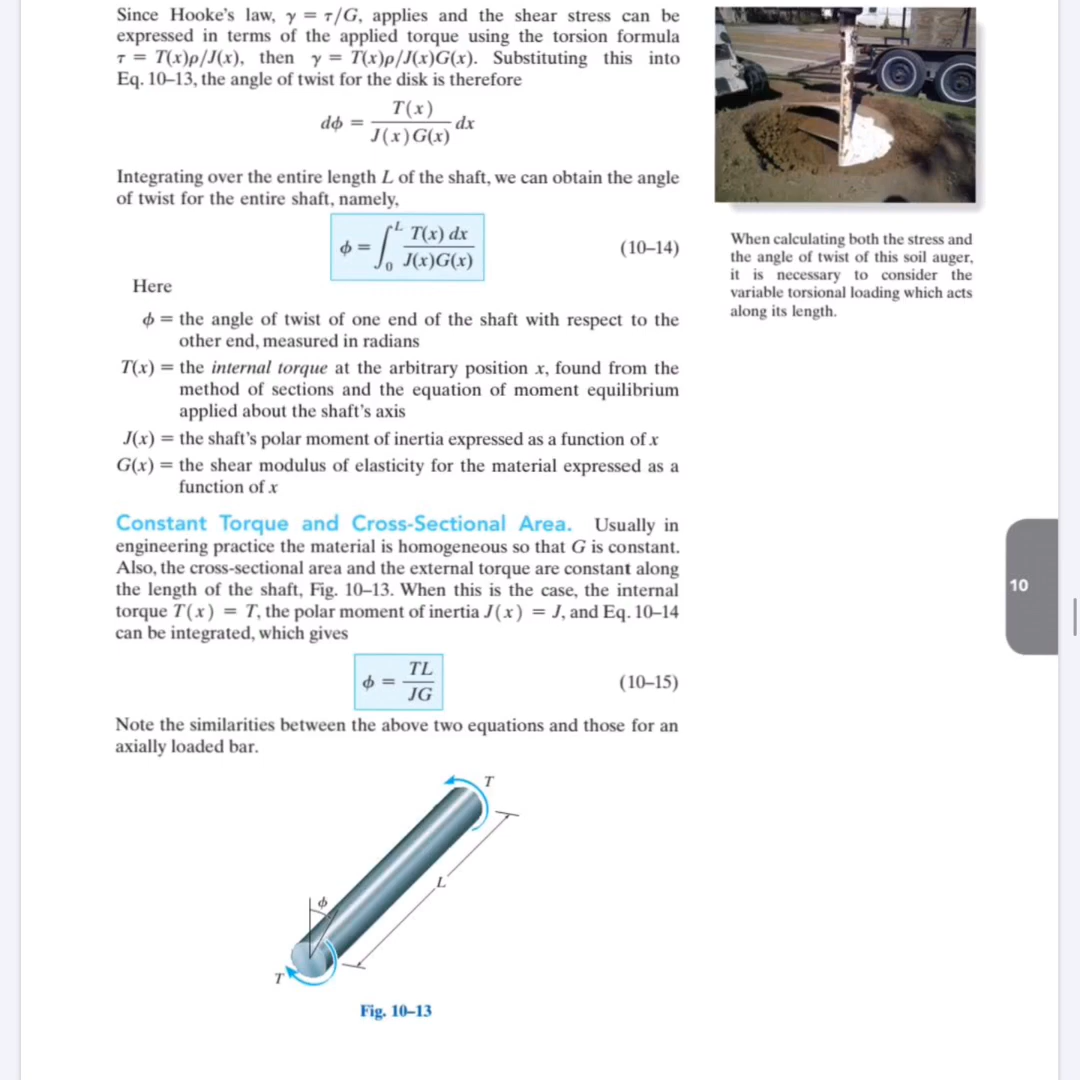 Since Hooke's law, γ = τ/G, applies and the shear stress can be
expressed in terms of the applied torque using the torsion formula
τ = T(x)ρ/J(x), then γ = T(x)ρ/J(x)G(x). Substituting this into
Eq. 10–13, the angle of twist for the disk is therefore
dϕ = T(x) / J(x)G(x) dx
Integrating over the entire length L of the shaft, we can obtain the angle
of twist for the entire shaft, namely,
ϕ = ∫₀ᴸ T(x) dx / J(x)G(x) (10–14)
Here
ϕ = the angle of twist of one end of the shaft with respect to the
other end, measured in radians
T(x) = the internal torque at the arbitrary position x, found from the
method of sections and the equation of moment equilibrium
applied about the shaft's axis
J(x) = the shaft's polar moment of inertia expressed as a function of x
G(x) = the shear modulus of elasticity for the material expressed as a
function of x
Constant Torque and Cross-Sectional Area. Usually in
engineering practice the material is homogeneous so that G is constant.
Also, the cross-sectional area and the external torque are constant along
the length of the shaft, Fig. 10–13. When this is the case, the internal
torque T(x) = T, the polar moment of inertia J(x) = J, and Eq. 10–14
can be integrated, which gives
ϕ = TL / JG (10–15)
Note the similarities between the above two equations and those for an
axially loaded bar.
T
L
ϕ
T
Fig. 10–13
When calculating both the stress and
the angle of twist of this soil auger,
it is necessary to consider the
variable torsional loading which acts
along its length.
10